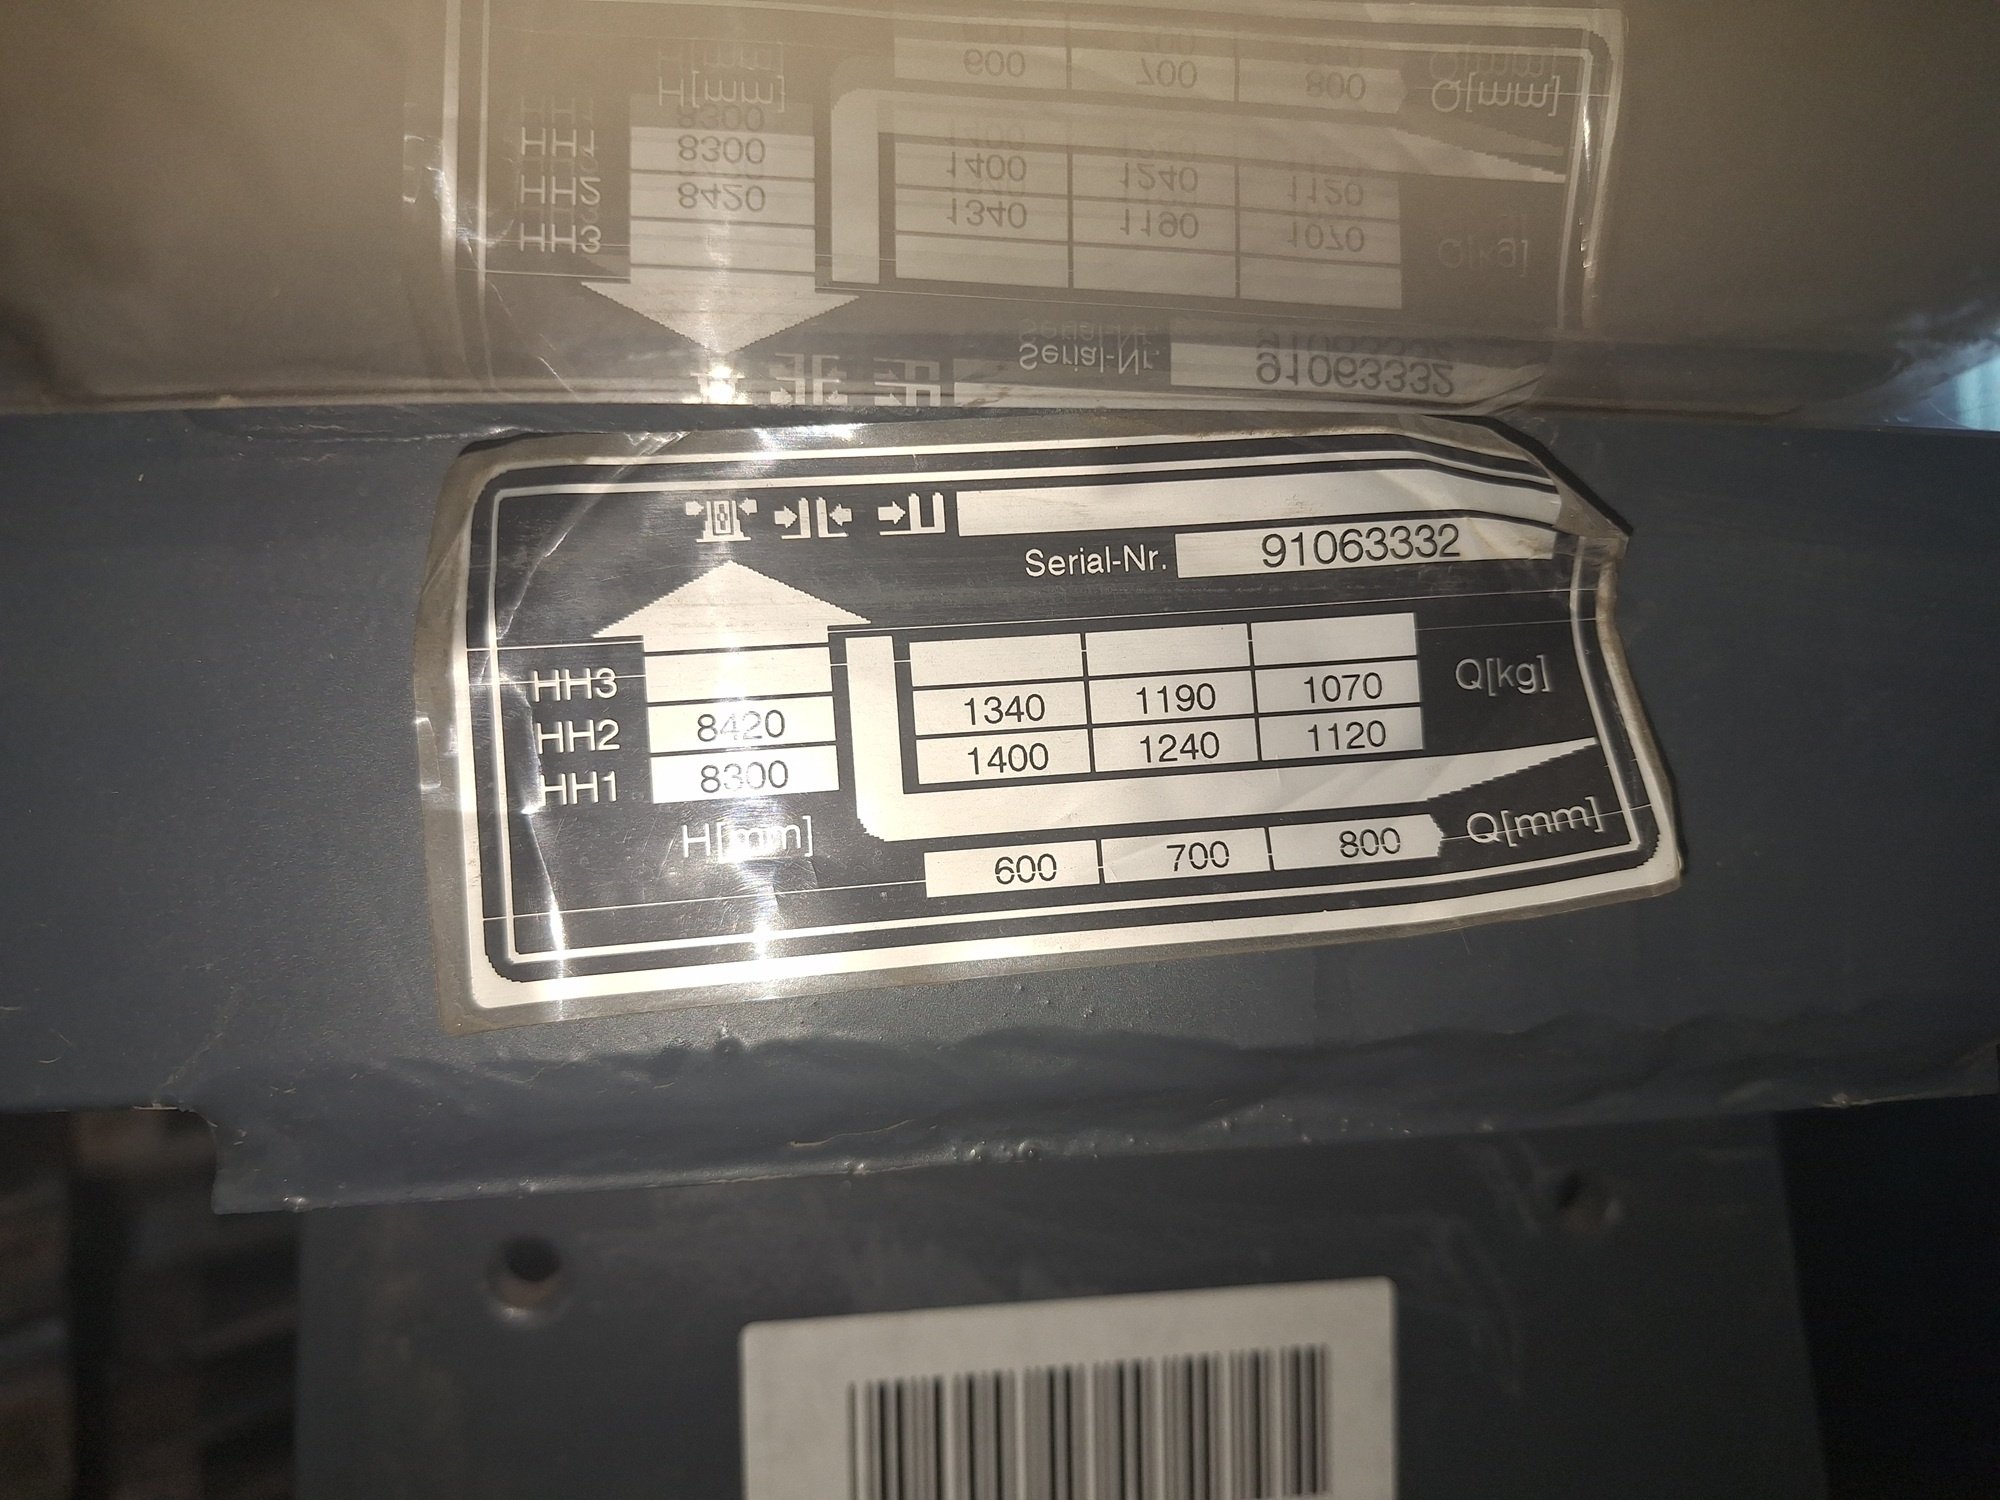 Serial-Nr. 91063332
HH3 Q[kg]
HH2 8420 1340 1190 1070
HH1 8300 1400 1240 1120
H[mm]
600 700 800 Q[mm]